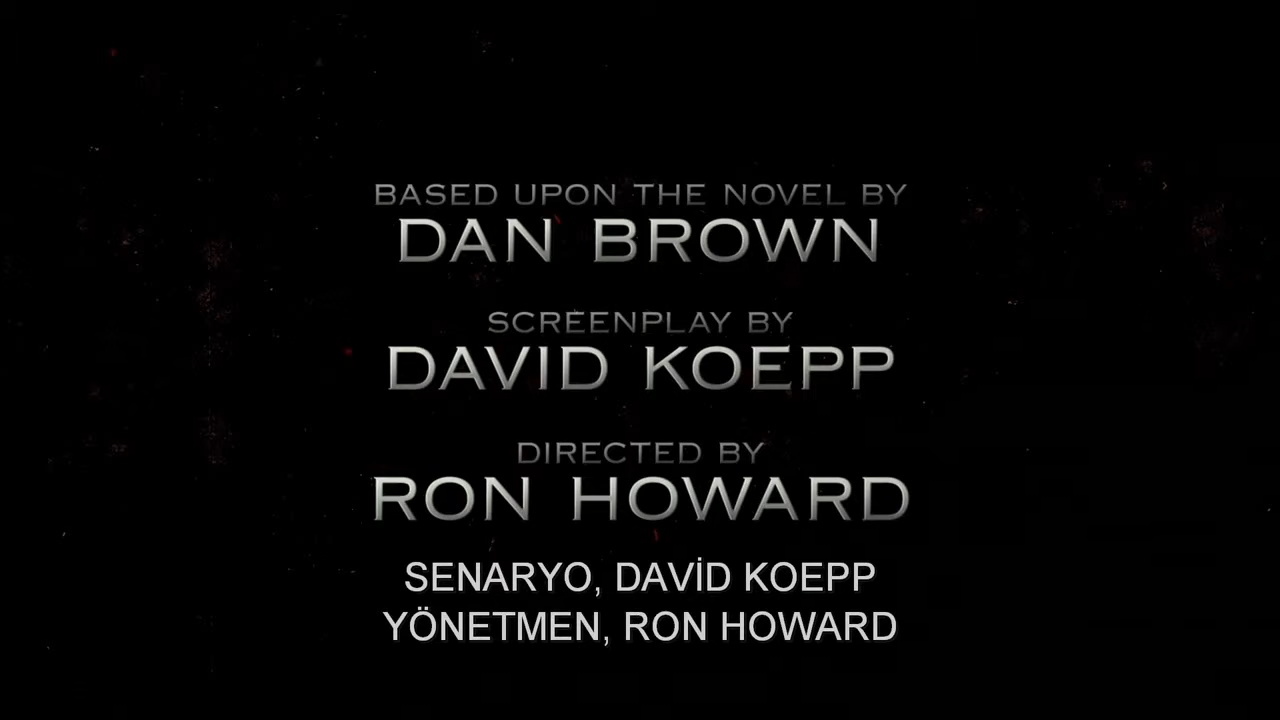 BASED UPON THE NOVEL BY
DAN BROWN
SCREENPLAY BY
DAVID KOEPP
DIRECTED BY
RON HOWARD
SENARYO, DAVİD KOEPP
YÖNETMEN, RON HOWARD